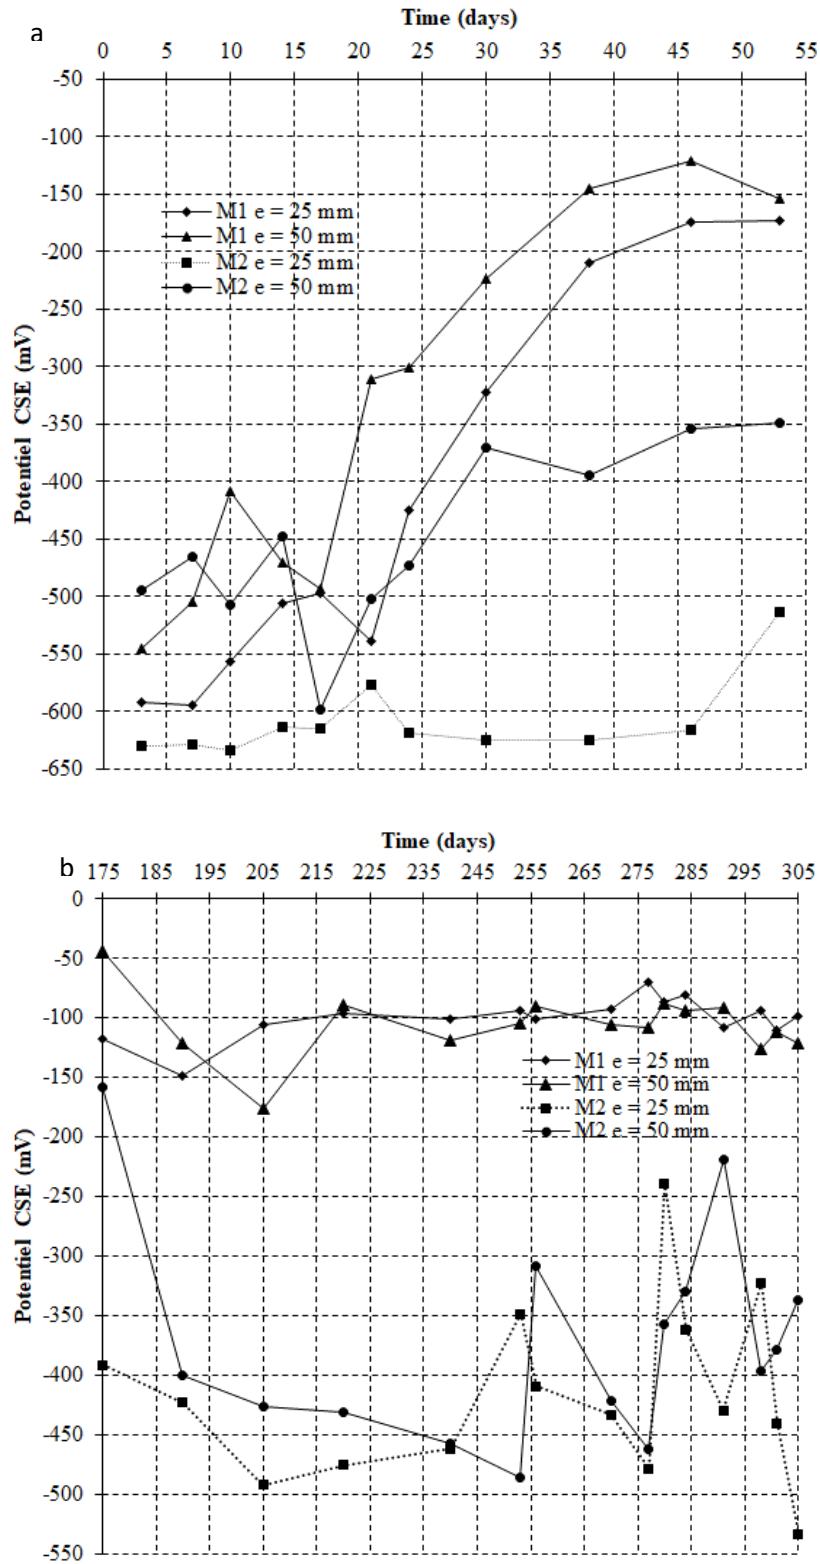 Time (days)
a
0 5 10 15 20 25 30 35 40 45 50 55
-50
-100
-150
-200
-250
-300
-350
-400
-450
-500
-550
-600
-650
Potentiel CSE (mV)
M1 e = 25 mm
M1 e = 50 mm
M2 e = 25 mm
M2 e = 50 mm
Time (days)
b
175 185 195 205 215 225 235 245 255 265 275 285 295 305
0
-50
-100
-150
-200
-250
-300
-350
-400
-450
-500
-550
Potentiel CSE (mV)
M1 e = 25 mm
M1 e = 50 mm
M2 e = 25 mm
M2 e = 50 mm